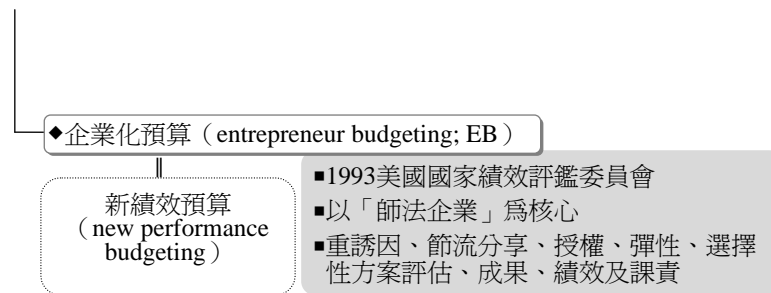 ◆企業化預算（entrepreneur budgeting; EB）
新績效預算
（new performance
budgeting）
▪1993美國國家績效評鑑委員會
▪以「師法企業」爲核心
▪重誘因、節流分享、授權、彈性、選擇
性方案評估、成果、績效及課責